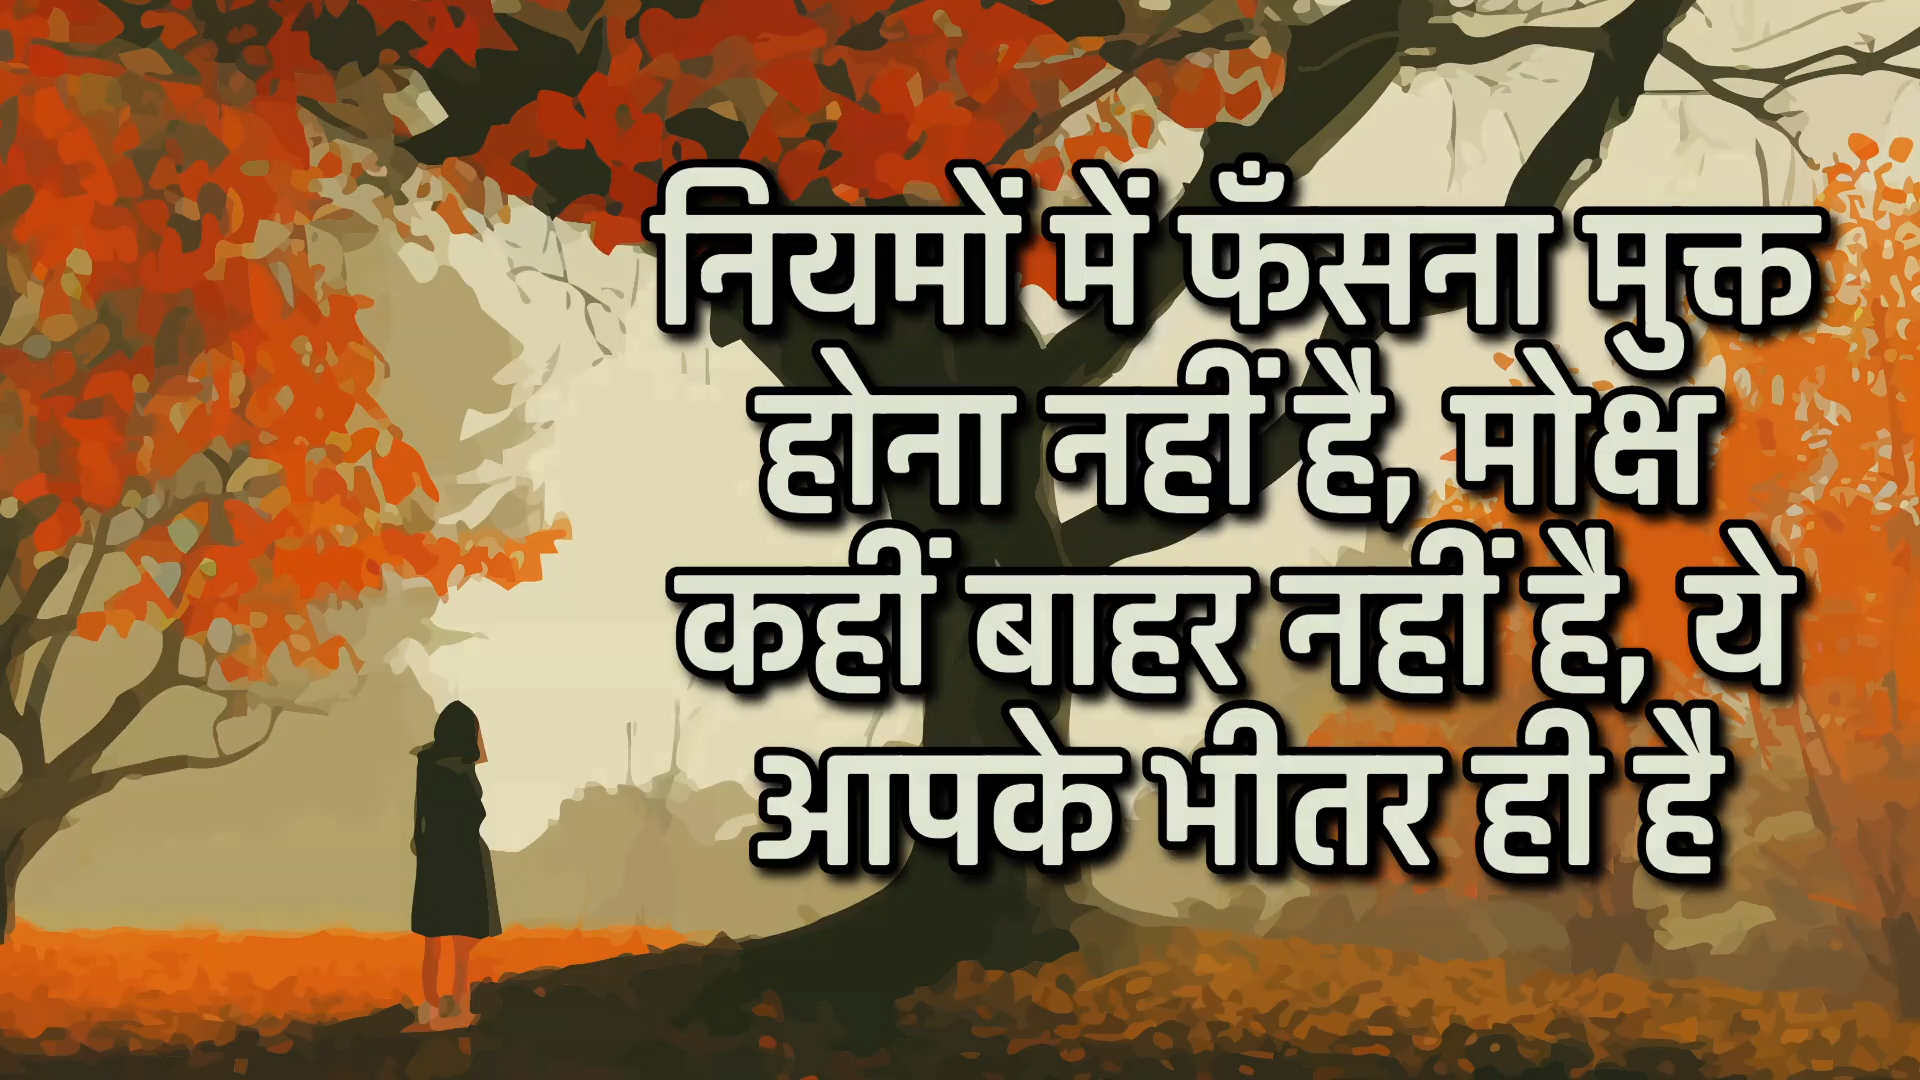 नियमों में फँसना मुक्त
होना नहीं है, मोक्ष
कहीं बाहर नहीं है, ये
आपके भीतर ही है